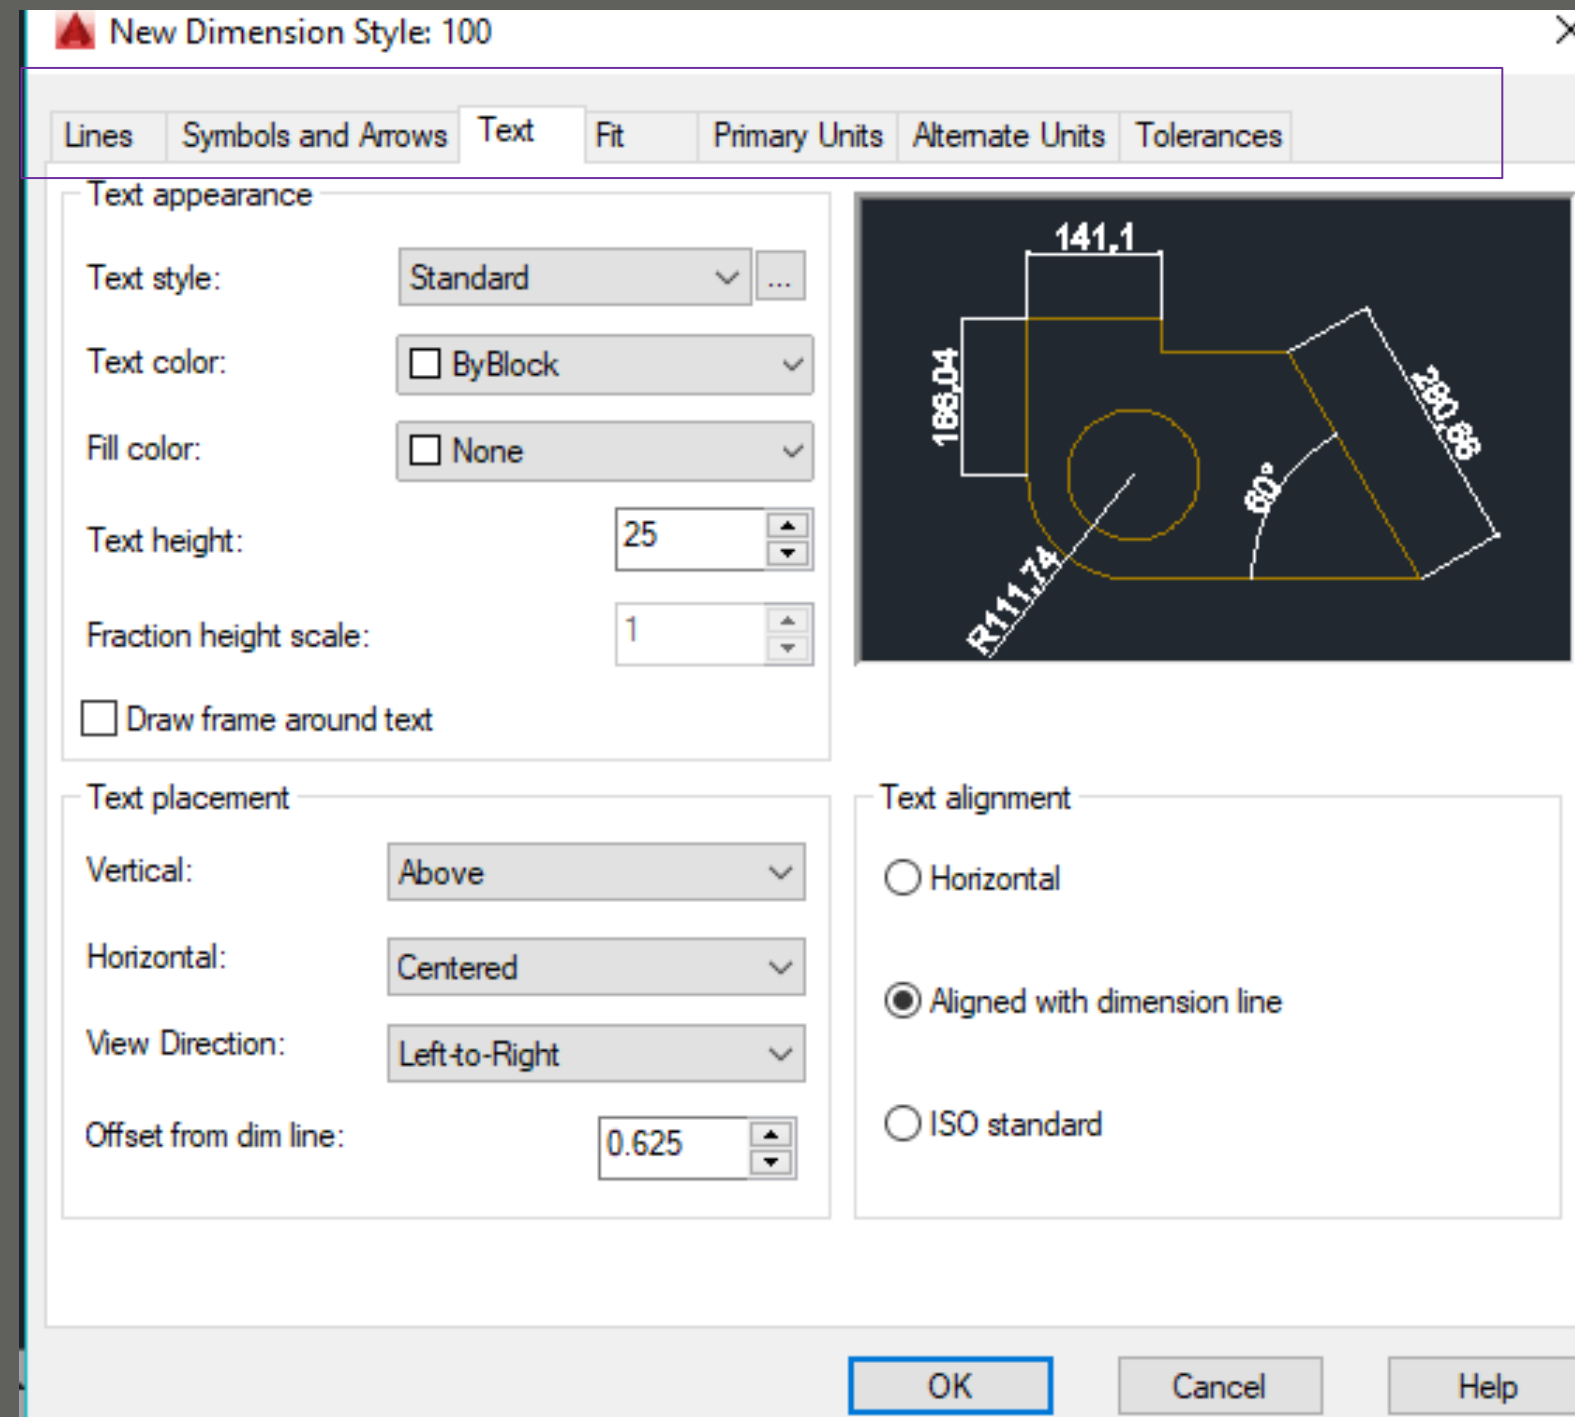 New Dimension Style: 100
Lines Symbols and Arrows Text Fit Primary Units Alternate Units Tolerances
Text appearance
Text style: Standard ...
Text color: ByBlock
Fill color: None
Text height: 25
Fraction height scale: 1
Draw frame around text
141,1
166,04
280,66
60°
R111,74
Text placement
Vertical: Above
Horizontal: Centered
View Direction: Left-to-Right
Offset from dim line: 0.625
Text alignment
Horizontal
Aligned with dimension line
ISO standard
OK Cancel Help